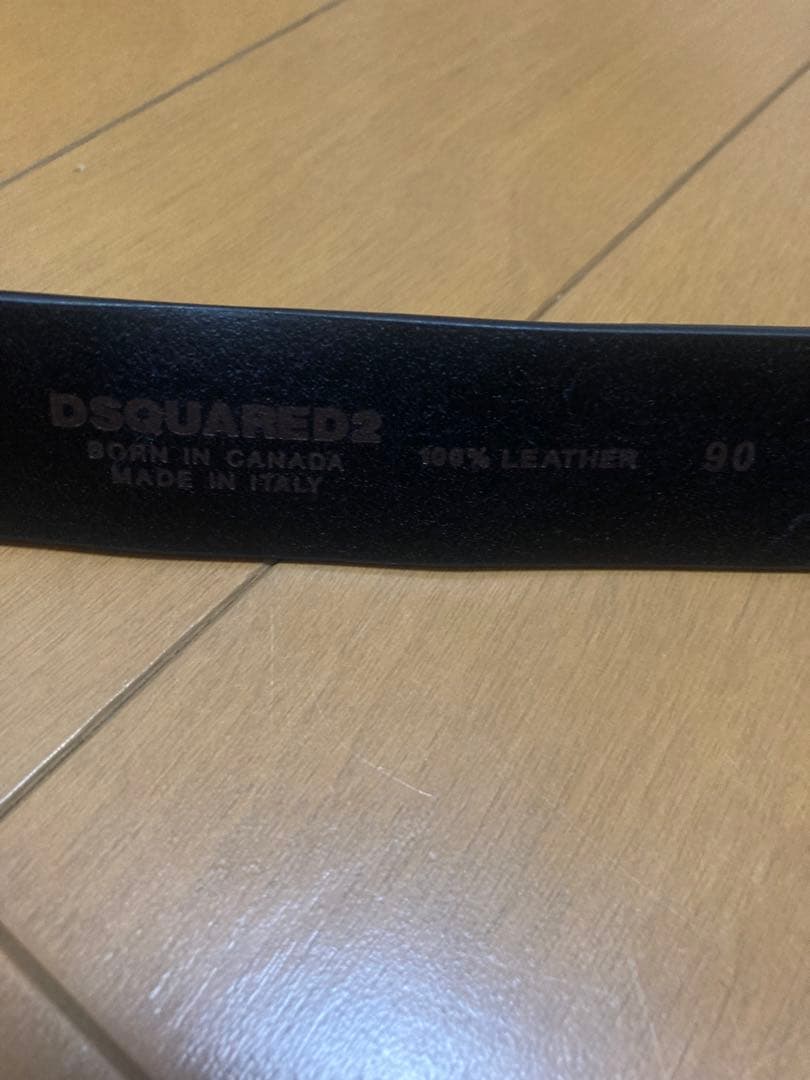 DSQUARED2
BORN IN CANADA
MADE IN ITALY
100% LEATHER
90